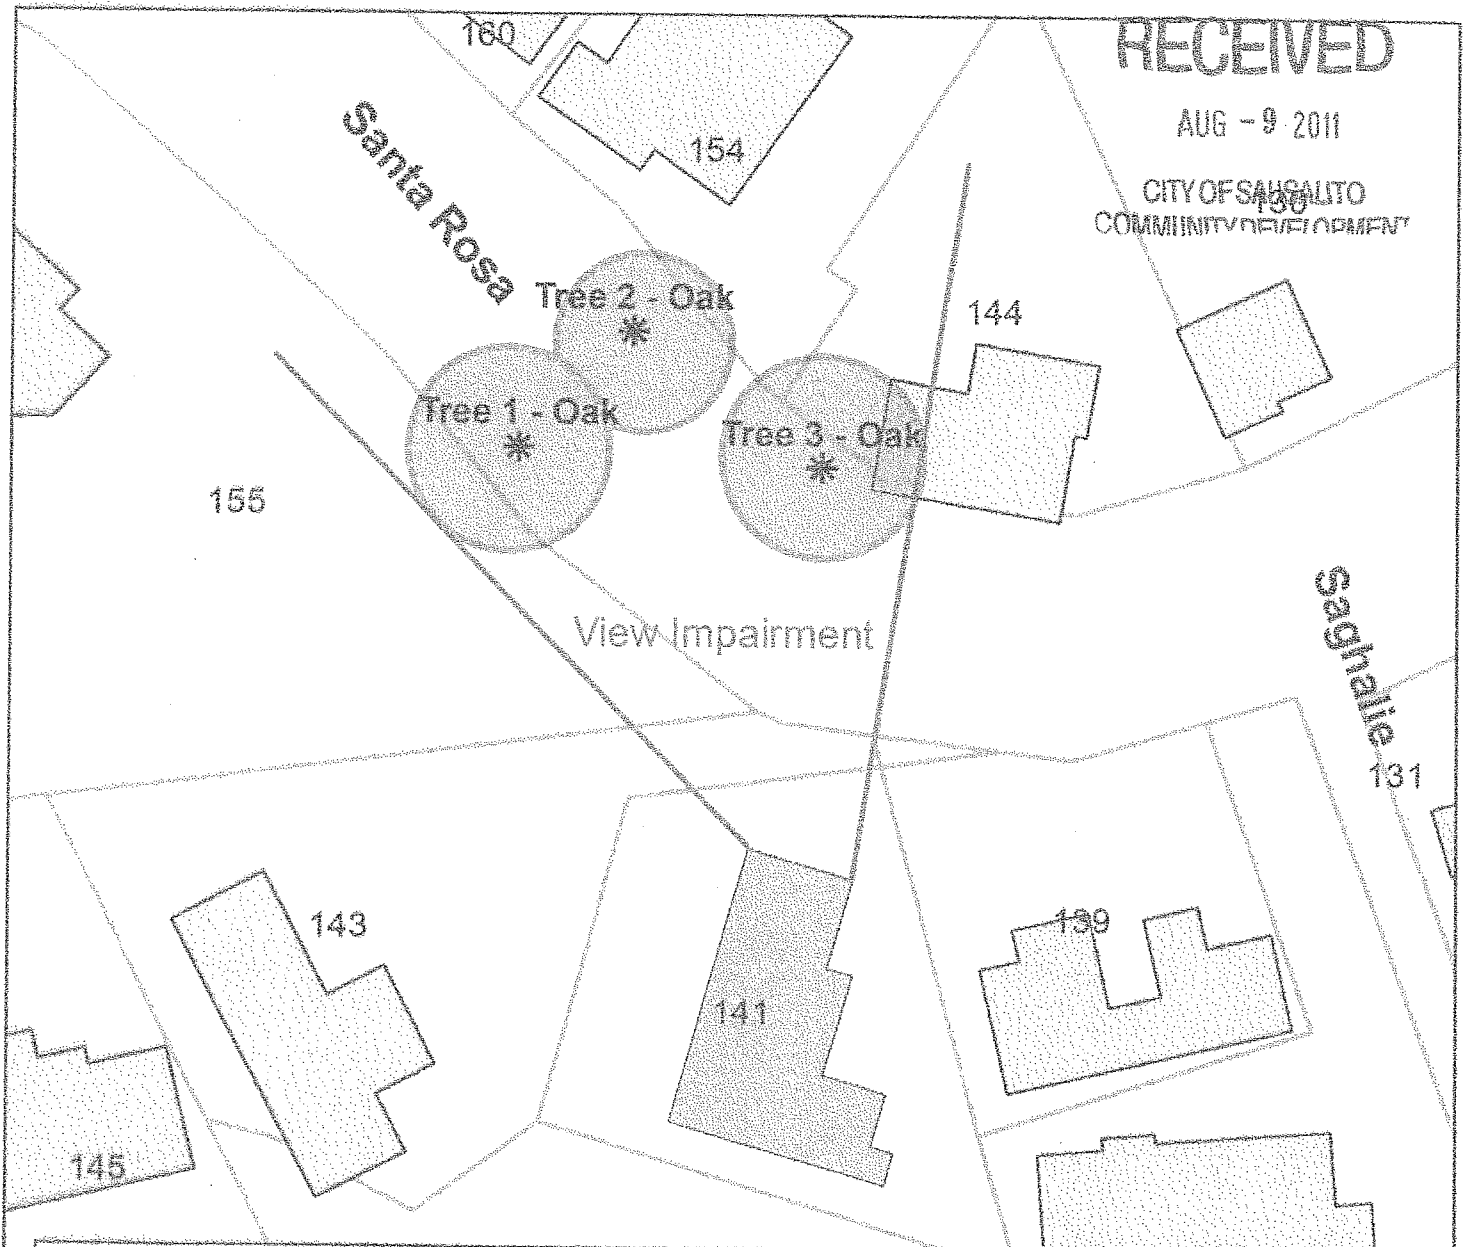 160
RECEIVED
AUG - 9 2011
CITY OF SAUSALITO
COMMUNITY DEVELOPMENT
154
Santa Rosa
Tree 2 - Oak
144
Tree 1 - Oak
Tree 3 - Oak
155
View Impairment
Saghalie
131
143
139
141
145